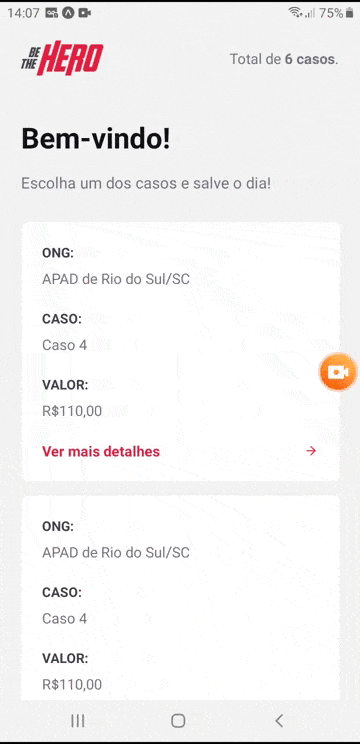 14:07 75%
BE
THE HERO
Total de 6 casos.
Bem-vindo!
Escolha um dos casos e salve o dia!
ONG:
APAD de Rio do Sul/SC
CASO:
Caso 4
VALOR:
R$110,00
Ver mais detalhes
ONG:
APAD de Rio do Sul/SC
CASO:
Caso 4
VALOR:
R$110,00